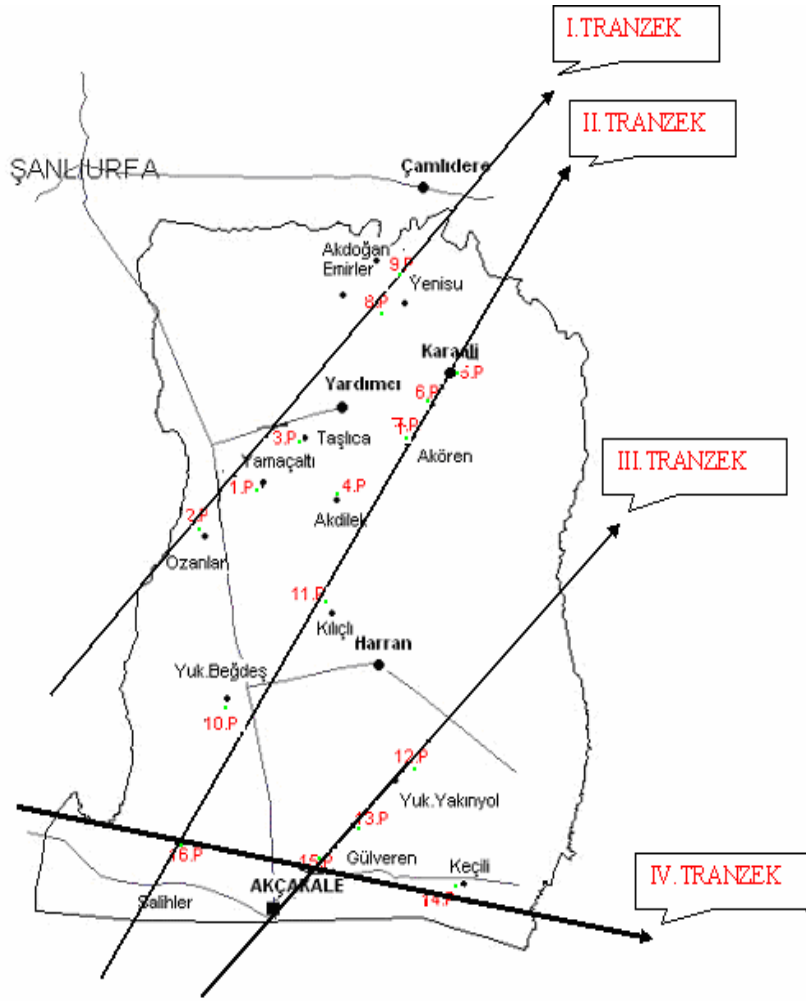 I.TRANZEK
II.TRANZEK
ŞANLIURFA
Çamlıdere
Akdoğan
Emirler
9.P
Yenisu
8.P
Karaali
5.P
6.P
Yardımcı
7.P
3.P
Taşlıca
Akören
III.TRANZEK
Yamaçaltı
1.P
4.P
Akdilek
2.P
Ozanlar
11.P
Kılıçlı
Harran
Yuk.Beğdeş
10.P
12.P
Yuk.Yakınyol
13.P
16.P
15.P
Gülveren
Keçili
IV.TRANZEK
AKÇAKALE
14.P
Salihler